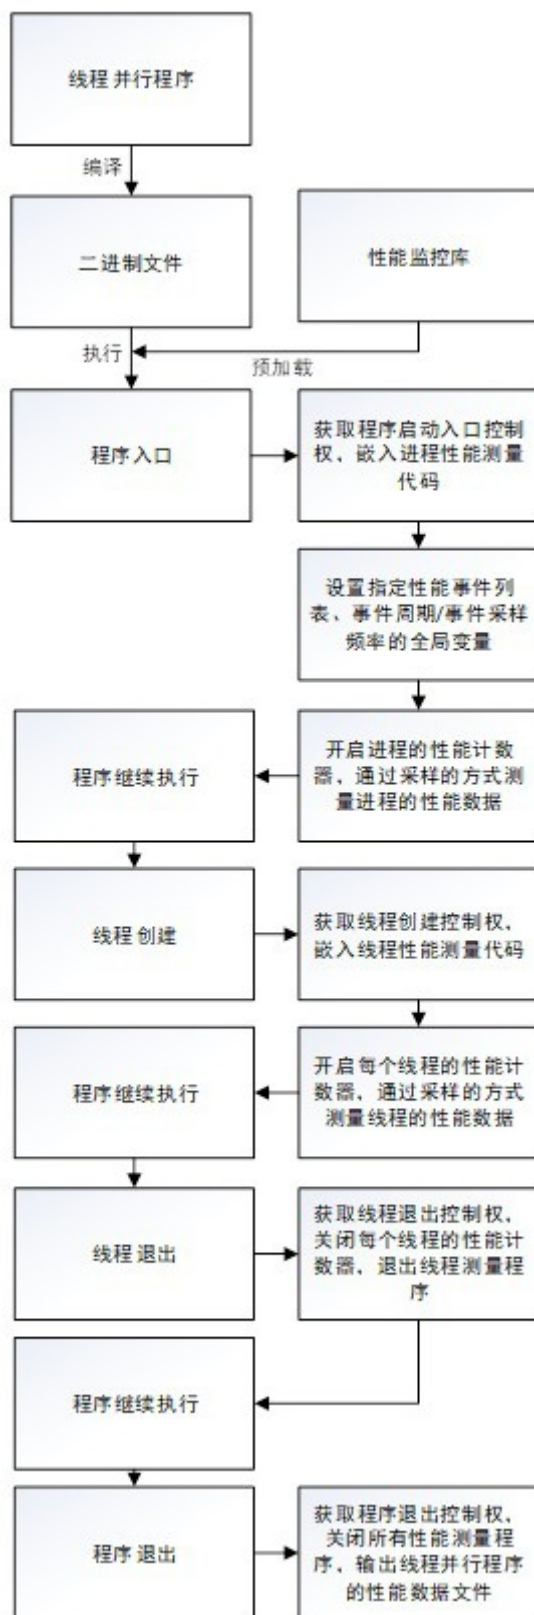 线程并行程序
编译
二进制文件
性能监控库
执行
预加载
程序入口
获取程序启动入口控制
权、嵌入进程性能测量
代码
设置指定性能事件列
表、事件周期/事件采样
频率的全局变量
开启进程的性能计数
器，通过采样的方式测
量进程的性能数据
程序继续执行
线程创建
获取线程创建控制权、
嵌入线程性能测量代码
开启每个线程的性能计
数器，通过采样的方式
测量线程的性能数据
程序继续执行
线程退出
获取线程退出控制权、
关闭每个线程的性能计
数器、退出线程测量程
序
程序继续执行
程序退出
获取程序退出控制权、
关闭所有性能测量程
序、输出线程并行程序
的性能数据文件